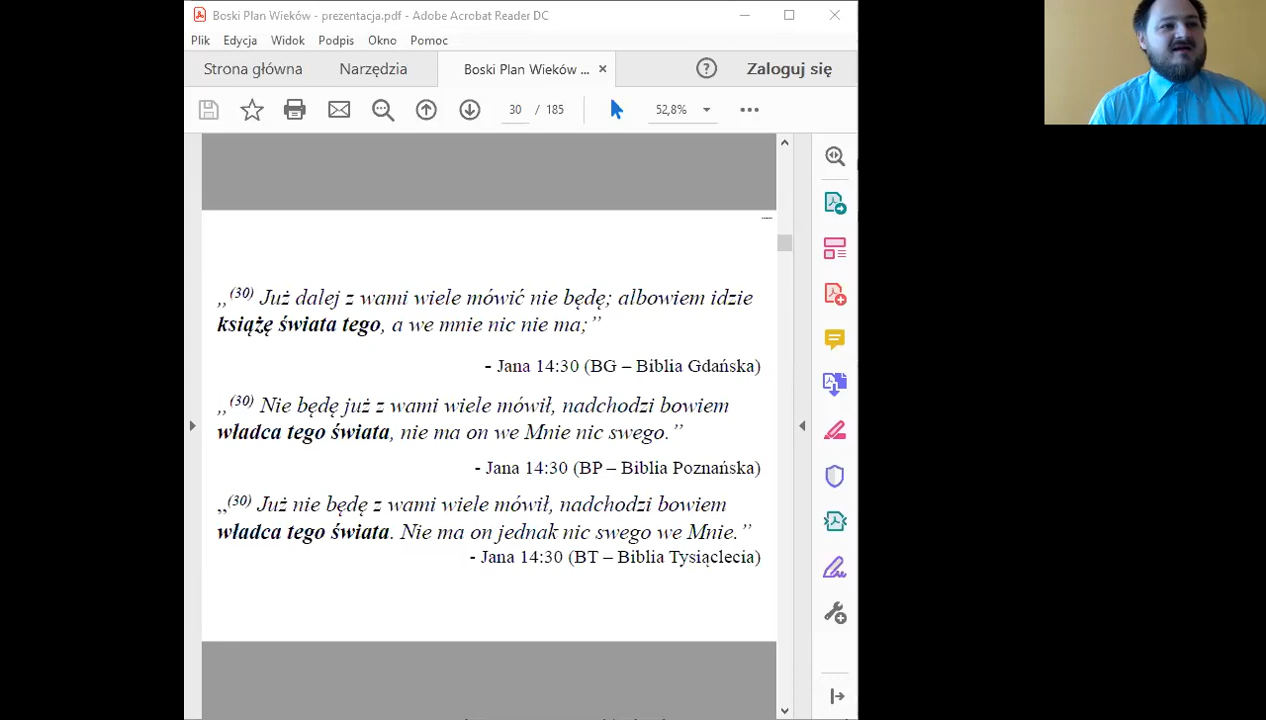 Boski Plan Wieków - prezentacja.pdf - Adobe Acrobat Reader DC
Plik Edycja Widok Podpis Okno Pomoc
Strona główna Narzędzia Boski Plan Wieków ... × Zaloguj się
30 / 185 52,8%
„(30) Już dalej z wami wiele mówić nie będę; albowiem idzie
książę świata tego, a we mnie nic nie ma;”
- Jana 14:30 (BG – Biblia Gdańska)
„(30) Nie będę już z wami wiele mówił, nadchodzi bowiem
władca tego świata, nie ma on we Mnie nic swego.”
- Jana 14:30 (BP – Biblia Poznańska)
„(30) Już nie będę z wami wiele mówił, nadchodzi bowiem
władca tego świata. Nie ma on jednak nic swego we Mnie.”
- Jana 14:30 (BT – Biblia Tysiąclecia)